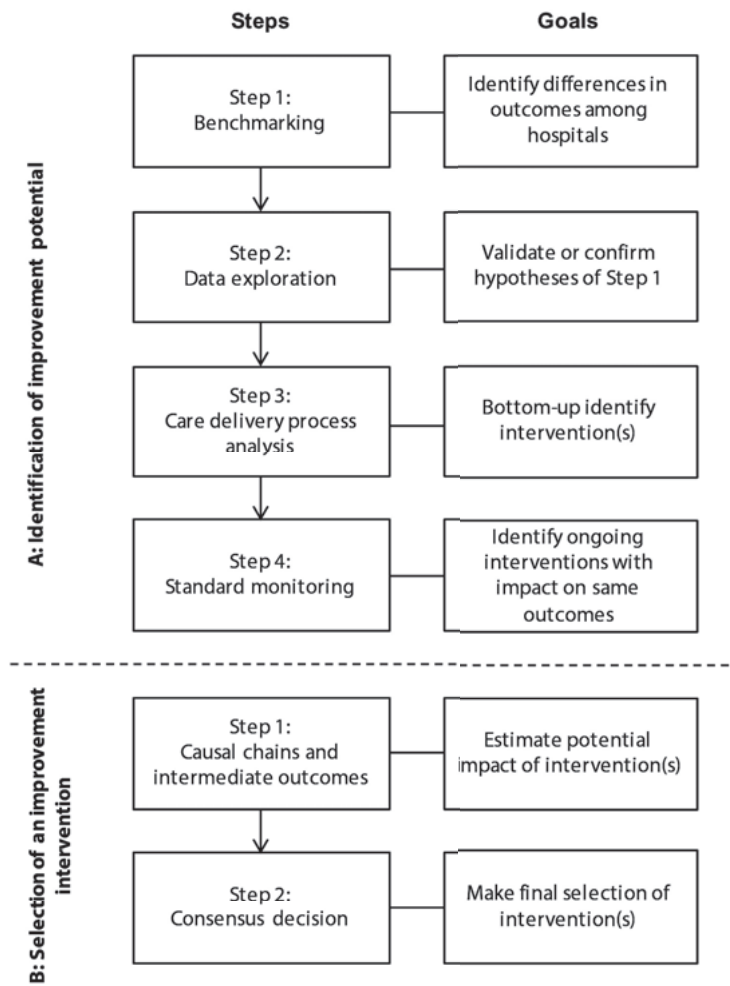 Steps
Goals
A: Identification of improvement potential
Step 1:
Benchmarking
Identify differences in
outcomes among
hospitals
Step 2:
Data exploration
Validate or confirm
hypotheses of Step 1
Step 3:
Care delivery process
analysis
Bottom-up identify
intervention(s)
Step 4:
Standard monitoring
Identify ongoing
interventions with
impact on same
outcomes
B: Selection of an improvement
intervention
Step 1:
Causal chains and
intermediate outcomes
Estimate potential
impact of intervention(s)
Step 2:
Consensus decision
Make final selection of
intervention(s)